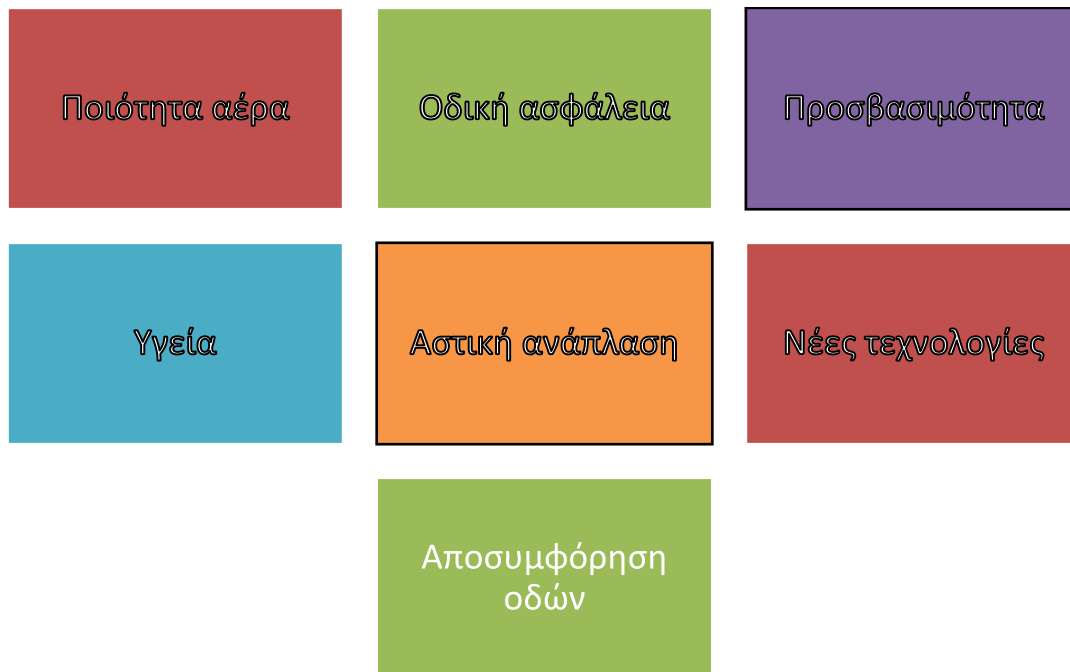 Ποιότητα αέρα
Οδική ασφάλεια
Προσβασιμότητα
Υγεία
Αστική ανάπλαση
Νέες τεχνολογίες
Αποσυμφόρηση
οδών